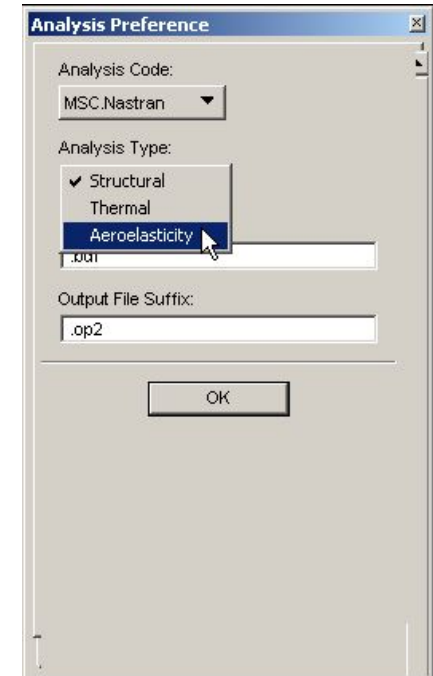 Analysis Preference
Analysis Code:
MSC.Nastran
Analysis Type:
Structural
Thermal
Aeroelasticity
Output File Suffix:
.op2
OK